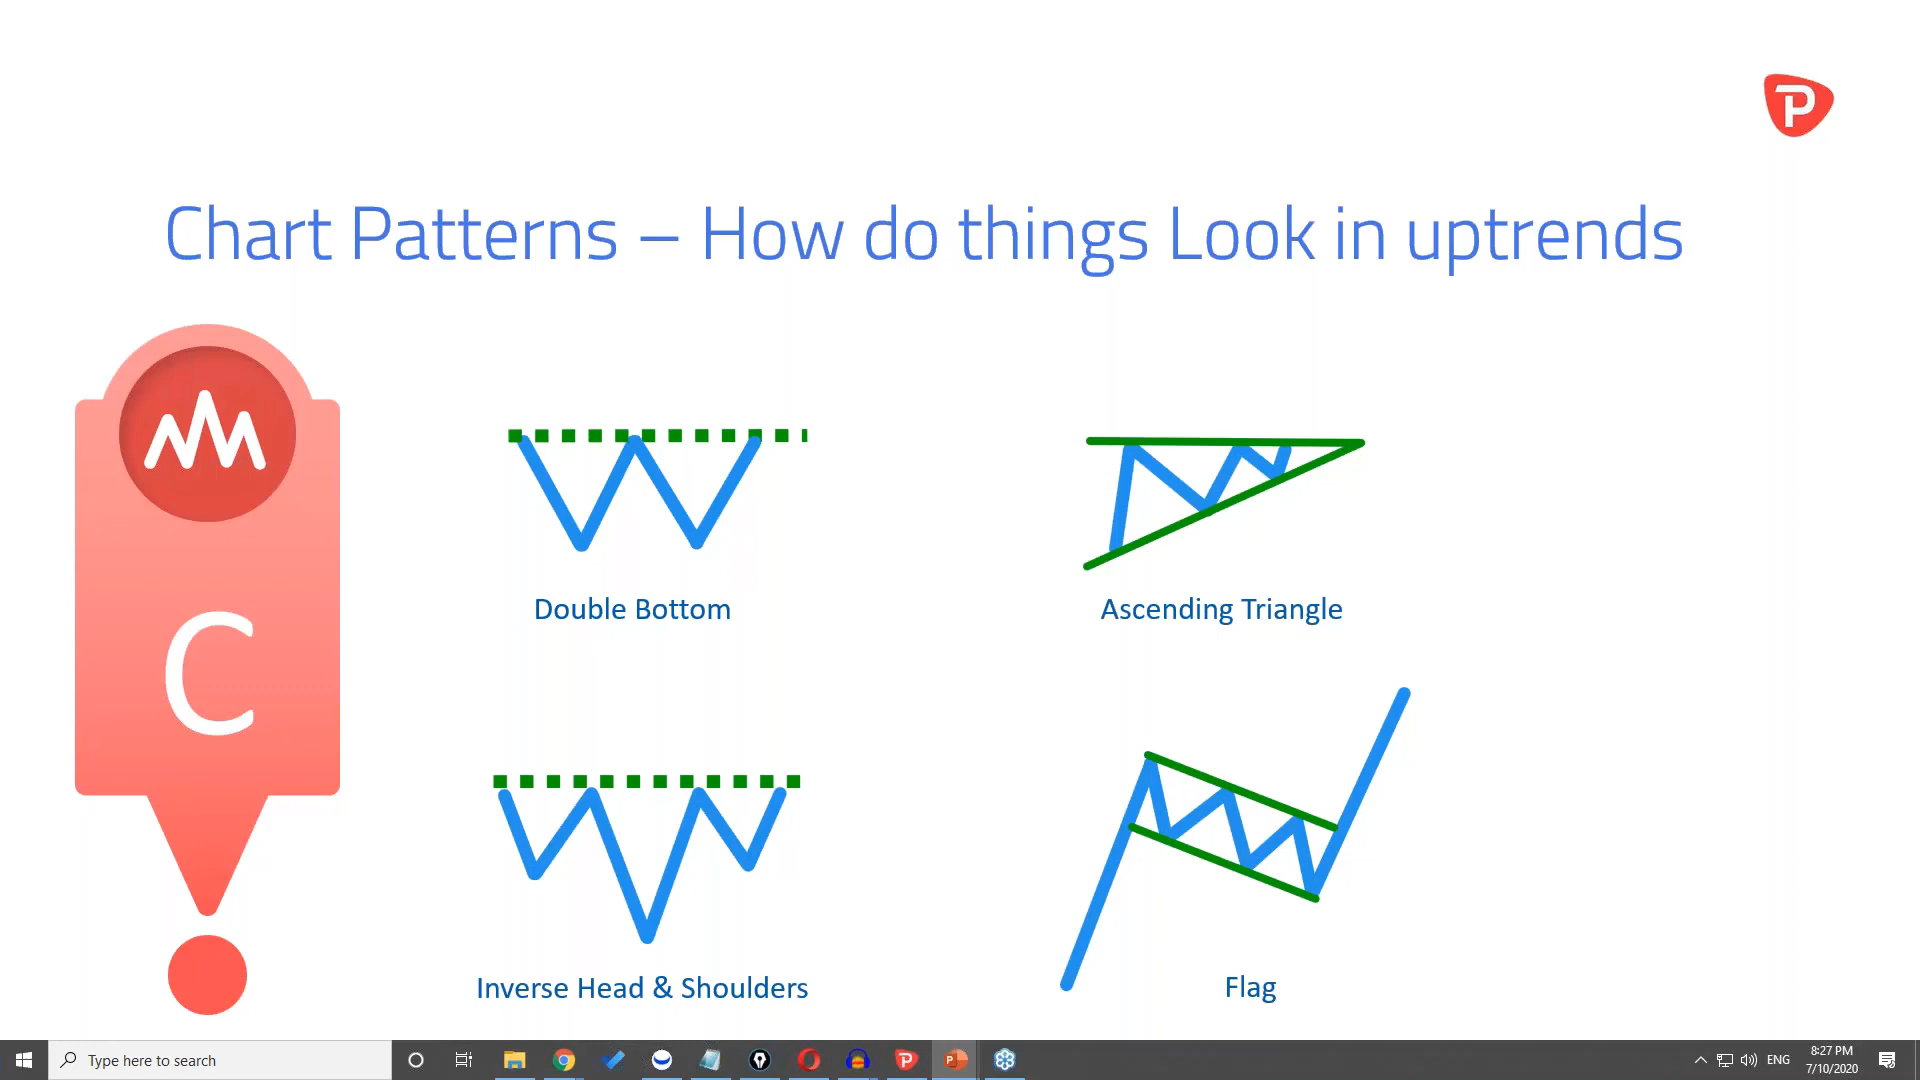 P
Chart Patterns – How do things Look in uptrends
C
Double Bottom
Ascending Triangle
Inverse Head & Shoulders
Flag
Type here to search
ENG
8:27 PM
7/10/2020